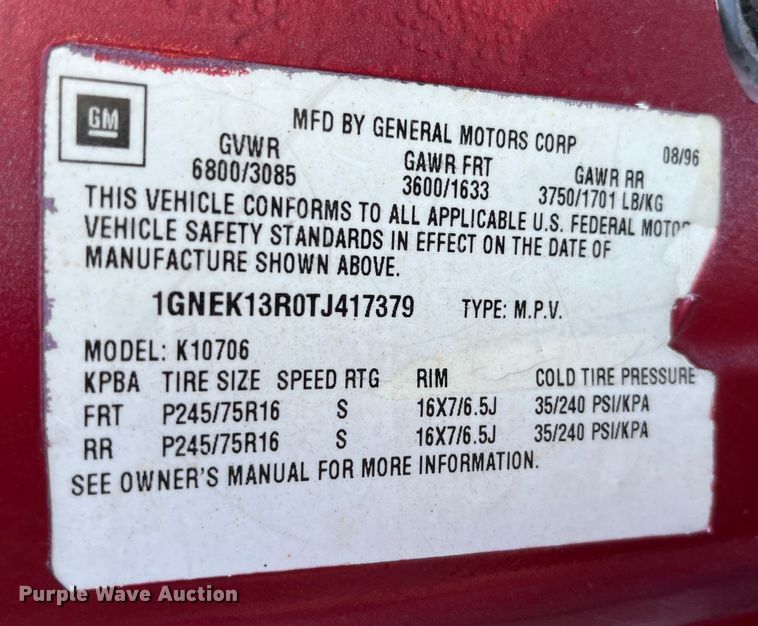 GM
MFD BY GENERAL MOTORS CORP 08/96
GVWR GAWR FRT GAWR RR
6800/3085 3600/1633 3750/1701 LB/KG
THIS VEHICLE CONFORMS TO ALL APPLICABLE U.S. FEDERAL MOTOR
VEHICLE SAFETY STANDARDS IN EFFECT ON THE DATE OF
MANUFACTURE SHOWN ABOVE.
1GNEK13R0TJ417379 TYPE: M.P.V.
MODEL: K10706
KPBA TIRE SIZE SPEED RTG RIM COLD TIRE PRESSURE
FRT P245/75R16 S 16X7/6.5J 35/240 PSI/KPA
RR P245/75R16 S 16X7/6.5J 35/240 PSI/KPA
SEE OWNER'S MANUAL FOR MORE INFORMATION.
Purple Wave Auction